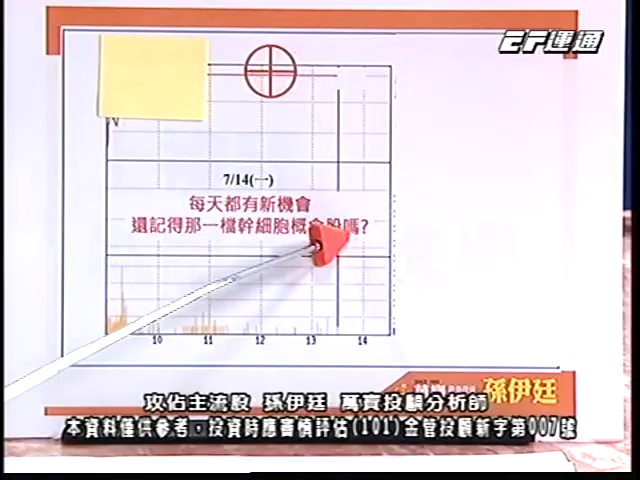 運通
7/14(一)
每天都有新機會
還記得那一檔幹細胞概念股嗎?
10 11 12 13 14
孫伊廷
攻佔主流股 孫伊廷 萬寶投顧分析師
本資料僅供參考,投資時應審慎評估(101)金管投顧新字第007號